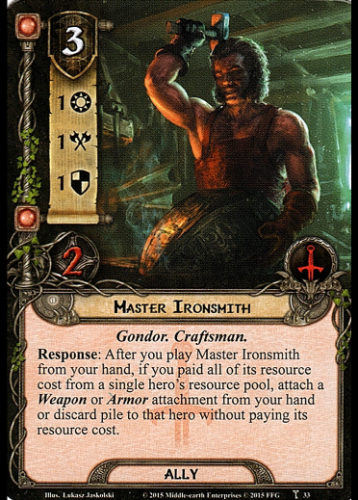 3
1
1
1
2
MASTER IRONSMITH
Gondor. Craftsman.
Response: After you play Master Ironsmith
from your hand, if you paid all of its resource
cost from a single hero's resource pool, attach a
Weapon or Armor attachment from your hand
or discard pile to that hero without paying its
resource cost.
ALLY
Illus. Lukasz Jaskolski © 2015 Middle-earth Enterprises © 2015 FFG 33